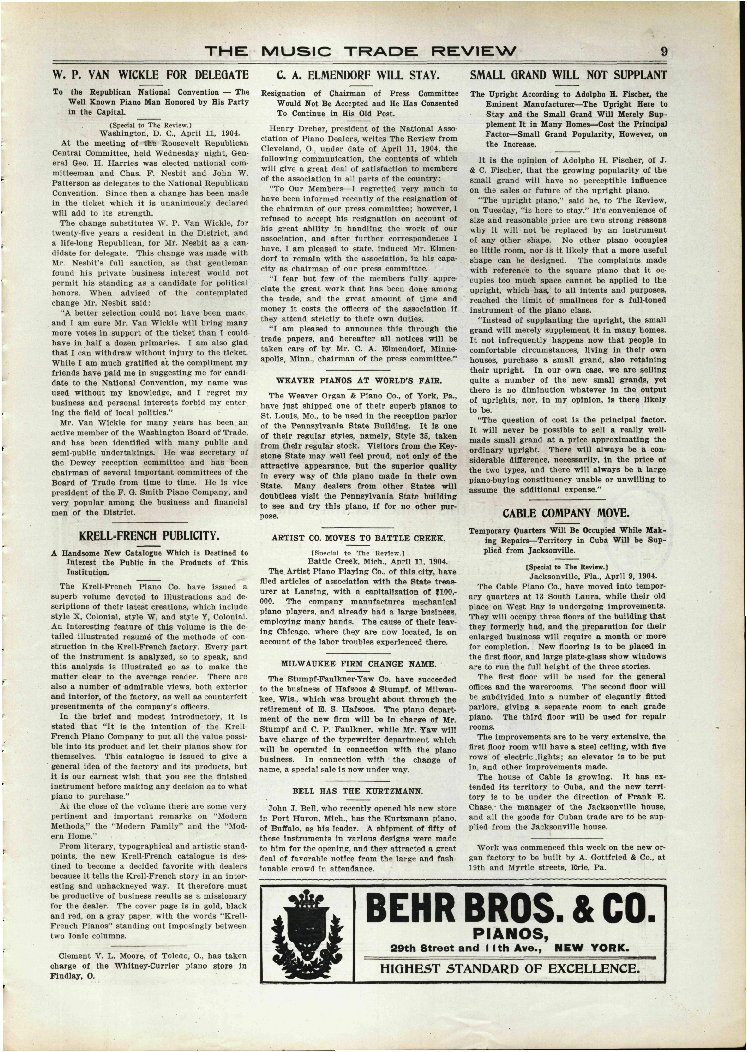 THE MUSIC TRADE REVIEW
9
W. P. VAN WICKLE FOR DELEGATE
To the Republican National Convention — The
Well Known Piano Man Honored by His Party
in the Capital.
(Special to The Review.)
Washington, D. C., April 11, 1904.
At the meeting of the Roosevelt Republican
Central Committee, held Wednesday night, Gen-
eral Geo. H. Harries was elected national com-
mitteeman and Chas. F. Nesbit and John W.
Patterson as delegates to the National Republican
Convention. Since then a change has been made
in the ticket which it is unanimously declared
will add to its strength.
The change substitutes W. P. Van Wickle, for
twenty-five years a resident in the District, and
a life-long Republican, for Mr. Nesbit as a can-
didate for delegate. This change was made with
Mr. Nesbit's full sanction, as that gentleman
found his private business interest would not
permit his standing as a candidate for political
honors. When advised of the contemplated
change Mr. Nesbit said:
"A better selection could not have been made,
and I am sure Mr. Van Wickle will bring many
more votes in support of the ticket than I could
have in half a dozen primaries. I am also glad
that I can withdraw without injury to the ticket.
While I am much gratified at the compliment my
friends have paid me in suggesting me for candi-
date to the National Convention, my name was
used without my knowledge, and I regret my
business and personal interests forbid my enter-
ing the field of local politics."
Mr. Van Wickle for many years has been an
active member of the Washington Board of Trade,
and has been identified with many public and
semi-public undertakings. He was secretary of
the Dewey reception committee and has been
chairman of several important committees of the
Board of Trade from time to time. He is vice
president of the F. G. Smith Piano Company, and
very popular among the business and financial
men of the District.
KRELL-FRENCH PUBLICITY.
A Handsome New Catalogue Which is Destined to
Interest the Public in the Products of This
Institution.
The Krell-French Piano Co. have issued a
superb volume devoted to illustrations and de-
scriptions of their latest creations, which include
style X, Colonial, style W, and style Y, Colonial.
An interesting feature of this volume is the de-
tailed illustrated resumé of the methods of con-
struction in the Krell-French factory. Every part
of the instrument is analyzed, so to speak, and
this analysis is illustrated so as to make the
matter clear to the average reader. There are
also a number of admirable views, both exterior
and interior, of the factory, as well as counterfeit
presentments of the company's officers.
In the brief and modest introductory, it is
stated that "it is the intention of the Krell-
French Piano Company to put all the value possi-
ble into its product and let their pianos show for
themselves. This catalogue is issued to give a
general idea of the factory and its products, but
it is our earnest wish that you see the finished
instrument before making any decision as to what
piano to purchase."
At the close of the volume there are some very
pertinent and important remarks on "Modern
Methods," the "Modern Family" and the "Mod-
ern Home."
From literary, typographical and artistic stand-
points, the new Krell-French catalogue is des-
tined to become a decided favorite with dealers
because it tells the Krell-French story in an inter-
esting and unhackneyed way. It therefore must
be productive of business results as a missionary
for the dealer. The cover page is in gold, black
and red, on a gray paper, with the words "Krell-
French Pianos" standing out imposingly between
two Ionic columns.
Clement V. L. Moore, of Toledo, O., has taken
charge of the Whitney-Currier piano store in
Findlay, O.
C. A. ELMENDORF WILL STAY.
Resignation of Chairman of Press Committee
Would Not Be Accepted and He Has Consented
To Continue in His Old Post.
Henry Dreher, president of the National Asso-
ciation of Piano Dealers, writes The Review from
Cleveland, O., under date of April 11, 1904, the
following communication, the contents of which
will give a great deal of satisfaction to members
of the association in all parts of the country:
"To Our Members—I regretted very much to
have been informed recently of the resignation of
the chairman of our press committee; however, I
refused to accept his resignation on account of
his great ability in handling the work of our
association, and after further correspondence I
have, I am pleased to state, induced Mr. Elmen-
dorf to remain with the association, in his capa-
city as chairman of our press committee.
"I fear but few of the members fully appre-
ciate the great work that has been done among
the trade, and the great amount of time and
money it costs the officers of the association if
they attend strictly to their own duties.
"I am pleased to announce this through the
trade papers, and hereafter all notices will be
taken care of by Mr. C. A. Elmendorf, Minne-
apolis, Minn., chairman of the press committee."
WEAVER PIANOS AT WORLD'S FAIR.
The Weaver Organ & Piano Co., of York, Pa.,
have just shipped one of their superb pianos to
St. Louis, Mo., to be used in the reception parlor
of the Pennsylvania State Building. It is one
of their regular styles, namely, Style 35, taken
from their regular stock. Visitors from the Key-
stone State may well feel proud, not only of the
attractive appearance, but the superior quality
in every way of this piano made in their own
State. Many dealers from other States will
doubtless visit the Pennsylvania State building
to see and try this piano, if for no other pur-
pose.
ARTIST CO. MOVES TO BATTLE CREEK.
(Special to The Review.)
Battle Creek, Mich., April 11, 1904.
The Artist Piano Playing Co., of this city, have
filed articles of association with the State treas-
urer at Lansing, with a capitalization of $100,-
000. The company manufactures mechanical
piano players, and already had a large business,
employing many hands. The cause of their leav-
ing Chicago, where they are now located, is on
account of the labor troubles experienced there.
MILWAUKEE FIRM CHANGE NAME.
The Stumpf-Faulkner-Yaw Co. have succeeded
to the business of Hafsoos & Stumpf, of Milwau-
kee, Wis., which was brought about through the
retirement of H. S. Hafsoos. The piano depart-
ment of the new firm will be in charge of Mr.
Stumpf and C. P. Faulkner, while Mr. Yaw will
have charge of the typewriter department which
will be operated in connection with the piano
business. In connection with the change of
name, a special sale is now under way.
BELL HAS THE KURTZMANN.
John J. Bell, who recently opened his new store
in Port Huron, Mich., has the Kurtzmann piano,
of Buffalo, as his leader. A shipment of fifty of
these instruments in various designs were made
to him for the opening, and they attracted a great
deal of favorable notice from the large and fash-
ionable crowd in attendance.
SMALL GRAND WILL NOT SUPPLANT
The Upright According to Adolpho H. Fischer, the
Eminent Manufacturer—The Upright Here to
Stay and the Small Grand Will Merely Sup-
plement It in Many Homes—Cost the Principal
Factor—Small Grand Popularity, However, on
the Increase.
It is the opinion of Adolpho H. Fischer, of J.
& C. Fischer, that the growing popularity of the
small grand will have no perceptible influence
on the sales or future of the upright piano.
"The upright piano," said he, to The Review,
on Tuesday, "is here to stay." It's convenience of
size and reasonable price are two strong reasons
why it will not be replaced by an instrument
of any other shape. No other piano occupies
so little room, nor is it likely that a more useful
shape can be designed. The complaints made
with reference to the square piano that it oc-
cupies too much space cannot be applied to the
upright, which has, to all intents and purposes,
reached the limit of smallness for a full-toned
instrument of the piano class.
"Instead of supplanting the upright, the small
grand will merely supplement it in many homes.
It not infrequently happens now that people in
comfortable circumstances, living in their own
houses, purchase a small grand, also retaining
their upright. In our own case, we are selling
quite a number of the new small grands, yet
there is no diminution whatever in the output
of uprights, nor, in my opinion, is there likely
to be.
"The question of cost is the principal factor.
It will never be possible to sell a really well-
made small grand at a price approximating the
ordinary upright. There will always be a con-
siderable difference, necessarily, in the price of
the two types, and there will always be a large
piano-buying constituency unable or unwilling to
assume the additional expense."
CABLE COMPANY MOVE.
Temporary Quarters Will Be Occupied While Mak-
ing Repairs—Territory in Cuba Will be Sup-
plied from Jacksonville.
(Special to The Review.)
Jacksonville, Fla., April 9, 1904.
The Cable Piano Co., have moved into tempor-
ary quarters at 13 South Laura, while their old
place on West Bay is undergoing improvements.
They will occupy three floors of the building that
they formerly had, and the preparation for their
enlarged business will require a month or more
for completion. New flooring is to be placed in
the first floor, and large plate-glass show windows
are to run the full height of the three stories.
The first floor will be used for the general
offices and the warerooms. The second floor will
be subdivided into a number of elegantly fitted
parlors, giving a separate room to each grade
piano. The third floor will be used for repair
rooms.
The improvements are to be very extensive, the
first floor room will have a steel ceiling, with five
rows of electric lights; an elevator is to be put
in, and other improvements made.
The house of Cable is growing. It has ex-
tended its territory to Cuba, and the new terri-
tory is to be under the direction of Frank E.
Chase, the manager of the Jacksonville house,
and all the goods for Cuban trade are to be sup-
plied from the Jacksonville house.
Work was commenced this week on the new or-
gan factory to be built by A. Gottfried & Co., at
19th and Myrtle streets, Erie, Pa.
BEHR BROS. & CO.
PIANOS,
29th Street and 11th Ave., NEW YORK.
HIGHEST STANDARD OF EXCELLENCE.